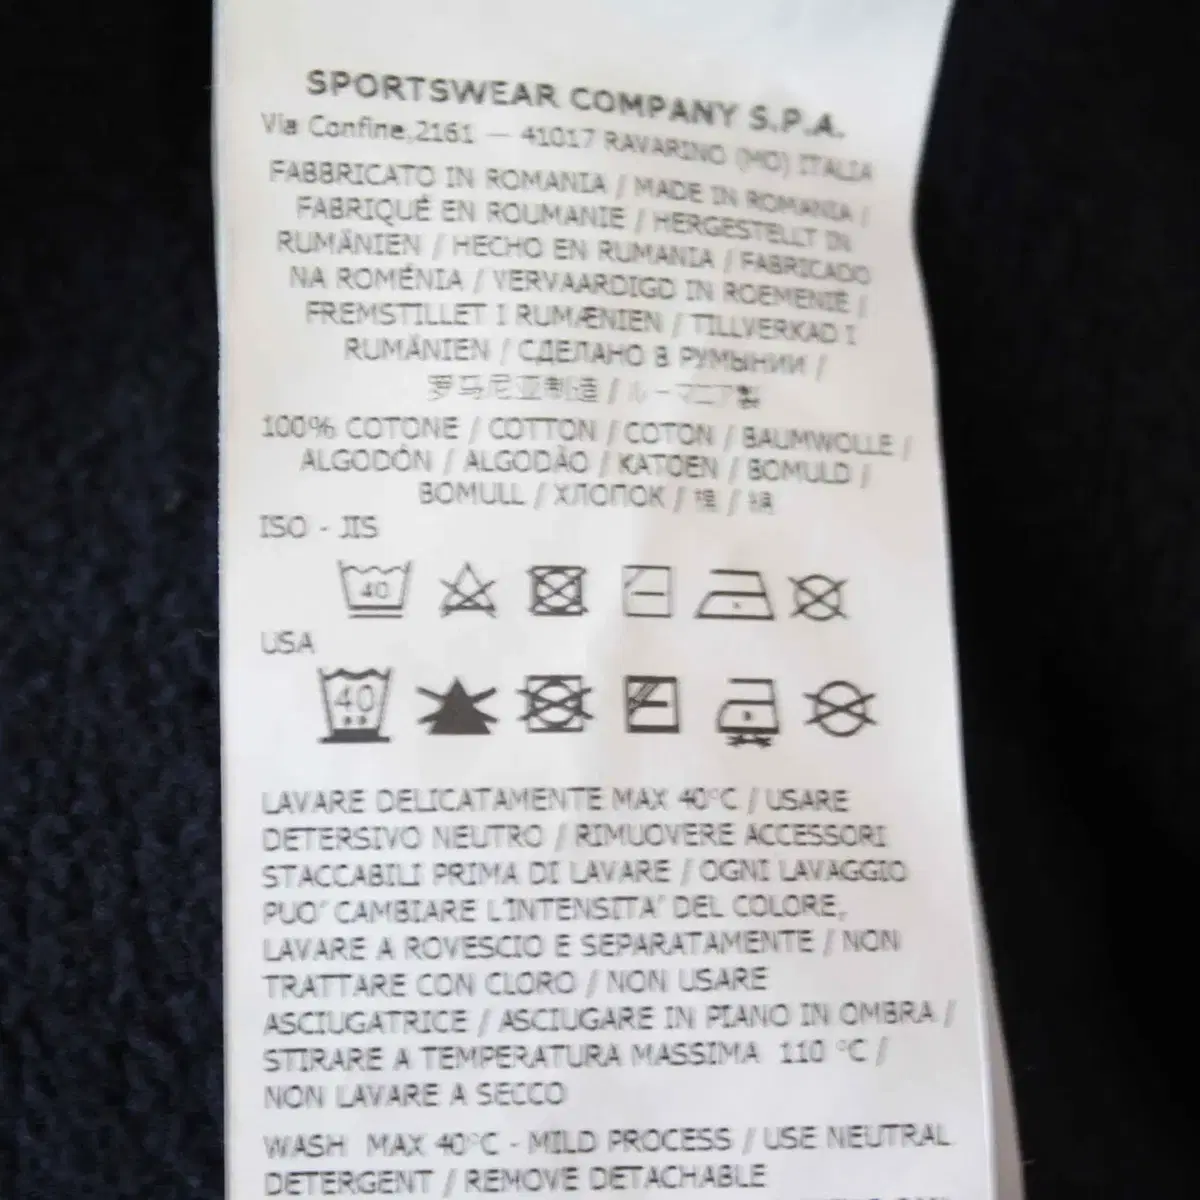 SPORTSWEAR COMPANY S.P.A.
Via Confine,2161 — 41017 RAVARINO (MO) ITALIA
FABBRICATO IN ROMANIA / MADE IN ROMANIA /
FABRIQUÉ EN ROUMANIE / HERGESTELLT IN
RUMÄNIEN / HECHO EN RUMANIA / FABRICADO
NA ROMÉNIA / VERVAARDIGD IN ROEMENIË /
FREMSTILLET I RUMÆNIEN / TILLVERKAD I
RUMÄNIEN / СДЕЛАНО В РУМЫНИИ /
罗马尼亚制造 / ルーマニア製
100% COTONE / COTTON / COTON / BAUMWOLLE /
ALGODÓN / ALGODÃO / KATOEN / BOMULD /
BOMULL / ХЛОПОК / 棉 / 綿
ISO - JIS
40
USA
40
LAVARE DELICATAMENTE MAX 40°C / USARE
DETERSIVO NEUTRO / RIMUOVERE ACCESSORI
STACCABILI PRIMA DI LAVARE / OGNI LAVAGGIO
PUO' CAMBIARE L'INTENSITA' DEL COLORE,
LAVARE A ROVESCIO E SEPARATAMENTE / NON
TRATTARE CON CLORO / NON USARE
ASCIUGATRICE / ASCIUGARE IN PIANO IN OMBRA /
STIRARE A TEMPERATURA MASSIMA 110 °C /
NON LAVARE A SECCO
WASH MAX 40°C - MILD PROCESS / USE NEUTRAL
DETERGENT / REMOVE DETACHABLE